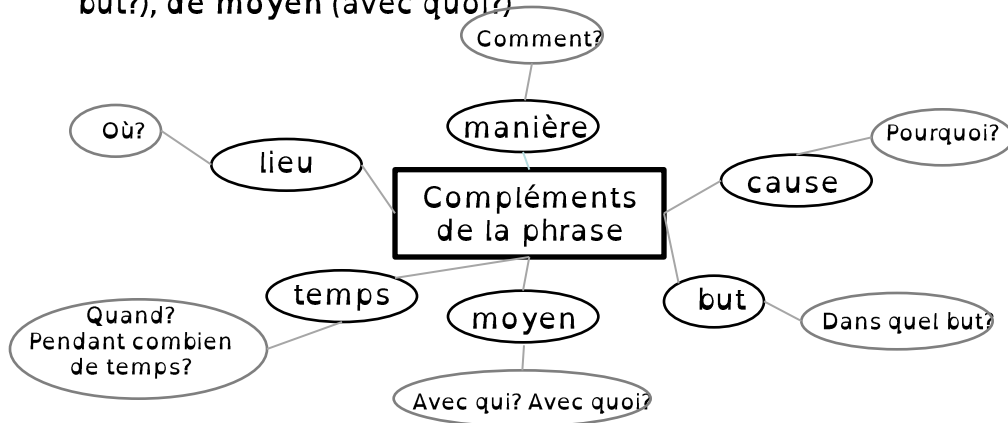 but?), de moyen (avec quoi?)
Comment?
manière
Où?
lieu
Pourquoi?
cause
Compléments
de la phrase
temps
Quand?
Pendant combien
de temps?
moyen
Avec qui? Avec quoi?
but
Dans quel but?